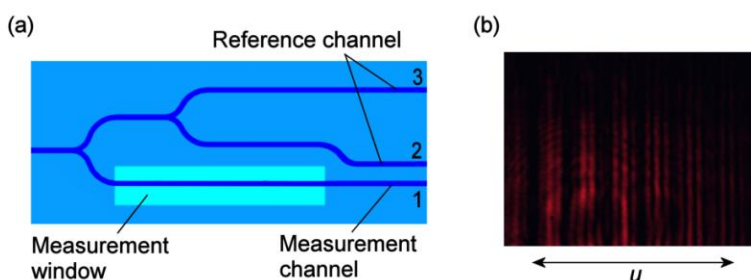 (a)
Reference channel
3
2
1
Measurement
window
Measurement
channel
(b)
u